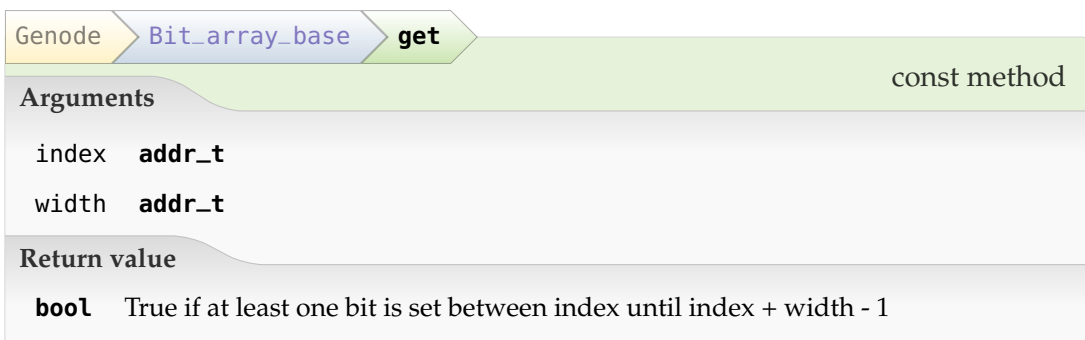 Genode Bit_array_base get
const method
Arguments
index addr_t
width addr_t
Return value
bool True if at least one bit is set between index until index + width - 1